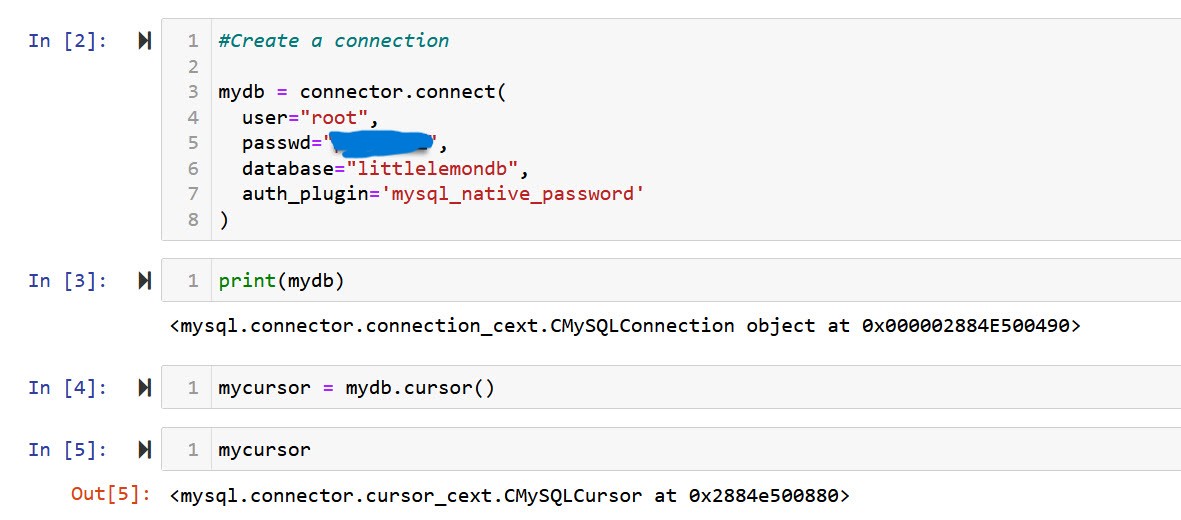 In [2]:
1 #Create a connection
2
3 mydb = connector.connect(
4 user="root",
5 passwd="",
6 database="littlelemondb",
7 auth_plugin='mysql_native_password'
8 )
In [3]:
1 print(mydb)
<mysql.connector.connection_cext.CMySQLConnection object at 0x000002884E500490>
In [4]:
1 mycursor = mydb.cursor()
In [5]:
1 mycursor
Out[5]: <mysql.connector.cursor_cext.CMySQLCursor at 0x2884e500880>